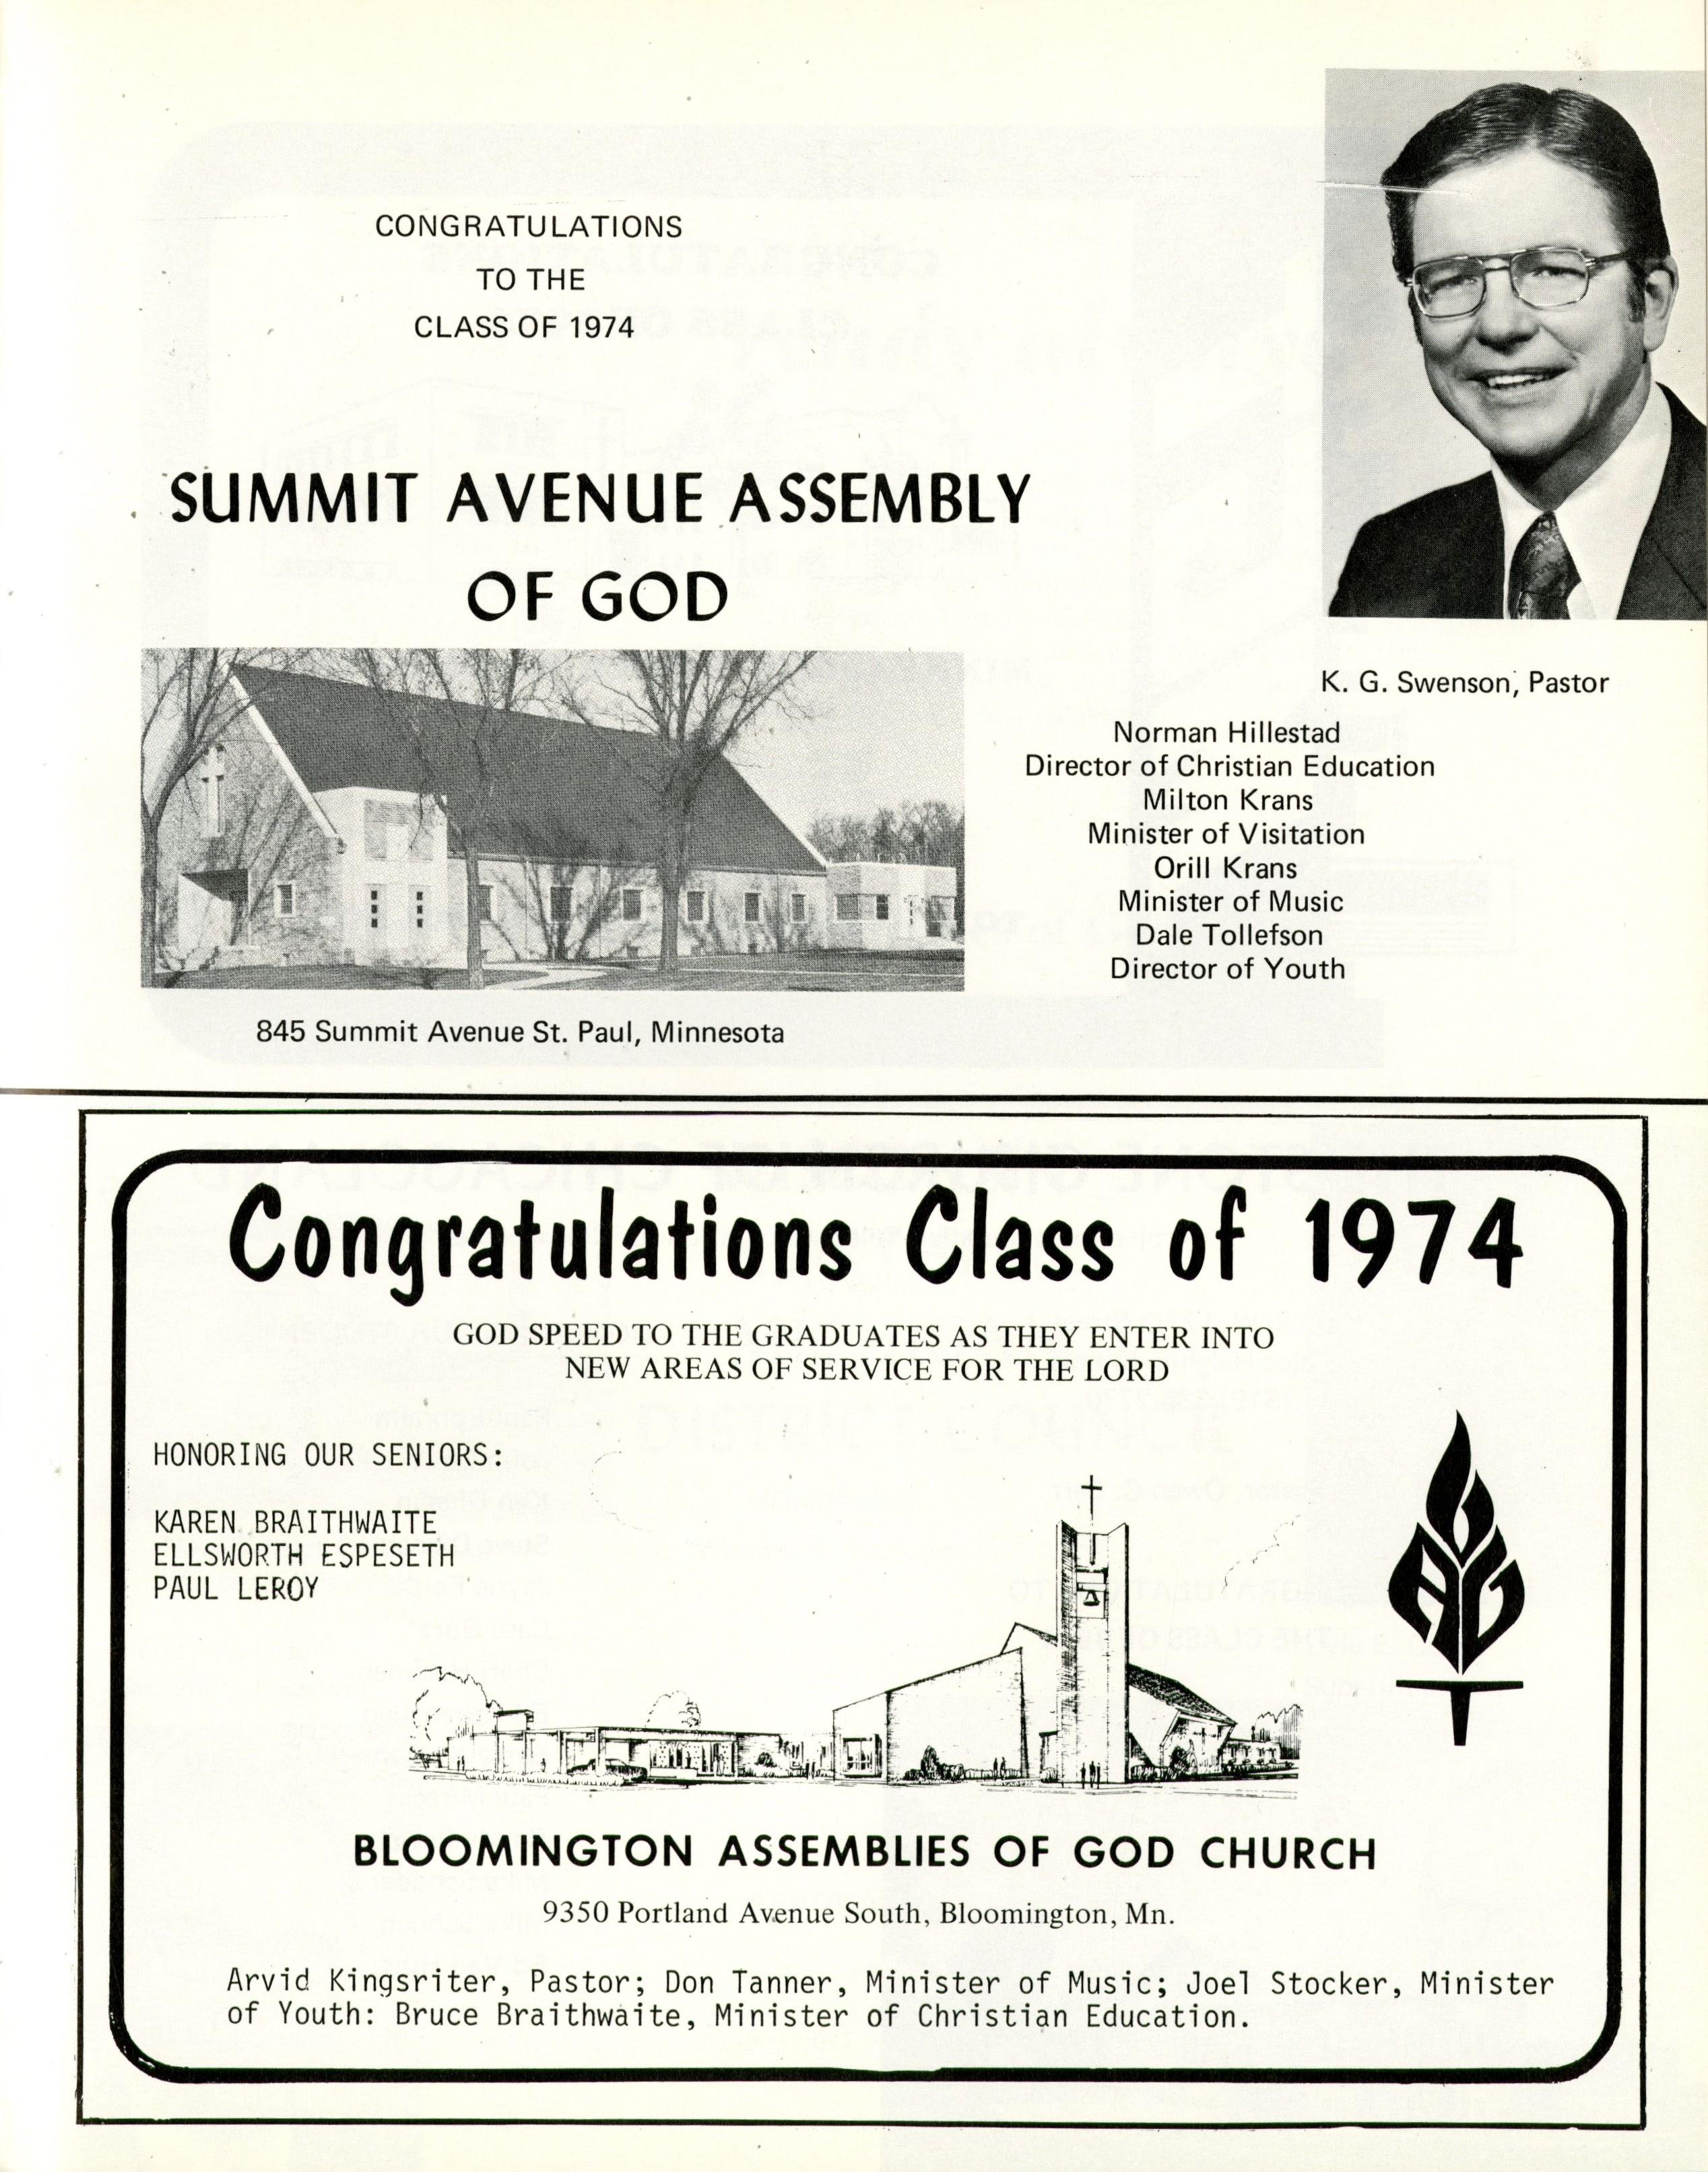 CONGRATULATIONS
TO THE
CLASS OF 1974
SUMMIT AVENUE ASSEMBLY
OF GOD
K. G. Swenson, Pastor
Norman Hillestad
Director of Christian Education
Milton Krans
Minister of Visitation
Orill Krans
Minister of Music
Dale Tollefson
Director of Youth
845 Summit Avenue St. Paul, Minnesota
Congratulations Class of 1974
GOD SPEED TO THE GRADUATES AS THEY ENTER INTO
NEW AREAS OF SERVICE FOR THE LORD
HONORING OUR SENIORS:
KAREN BRAITHWAITE
ELLSWORTH ESPESETH
PAUL LEROY
AG
BLOOMINGTON ASSEMBLIES OF GOD CHURCH
9350 Portland Avenue South, Bloomington, Mn.
Arvid Kingsriter, Pastor; Don Tanner, Minister of Music; Joel Stocker, Minister
of Youth: Bruce Braithwaite, Minister of Christian Education.